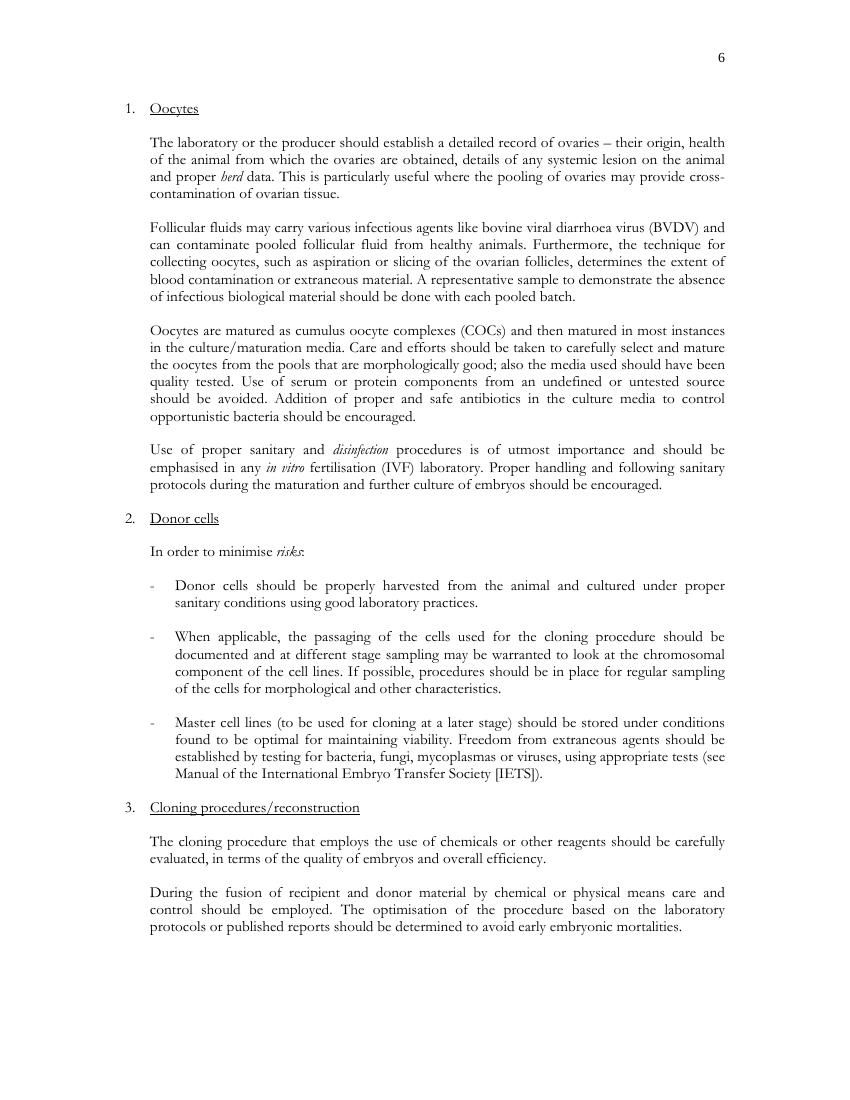 6
1. Oocytes
The laboratory or the producer should establish a detailed record of ovaries – their origin, health
of the animal from which the ovaries are obtained, details of any systemic lesion on the animal
and proper herd data. This is particularly useful where the pooling of ovaries may provide cross-
contamination of ovarian tissue.
Follicular fluids may carry various infectious agents like bovine viral diarrhoea virus (BVDV) and
can contaminate pooled follicular fluid from healthy animals. Furthermore, the technique for
collecting oocytes, such as aspiration or slicing of the ovarian follicles, determines the extent of
blood contamination or extraneous material. A representative sample to demonstrate the absence
of infectious biological material should be done with each pooled batch.
Oocytes are matured as cumulus oocyte complexes (COCs) and then matured in most instances
in the culture/maturation media. Care and efforts should be taken to carefully select and mature
the oocytes from the pools that are morphologically good; also the media used should have been
quality tested. Use of serum or protein components from an undefined or untested source
should be avoided. Addition of proper and safe antibiotics in the culture media to control
opportunistic bacteria should be encouraged.
Use of proper sanitary and disinfection procedures is of utmost importance and should be
emphasised in any in vitro fertilisation (IVF) laboratory. Proper handling and following sanitary
protocols during the maturation and further culture of embryos should be encouraged.
2. Donor cells
In order to minimise risks:
- Donor cells should be properly harvested from the animal and cultured under proper
sanitary conditions using good laboratory practices.
- When applicable, the passaging of the cells used for the cloning procedure should be
documented and at different stage sampling may be warranted to look at the chromosomal
component of the cell lines. If possible, procedures should be in place for regular sampling
of the cells for morphological and other characteristics.
- Master cell lines (to be used for cloning at a later stage) should be stored under conditions
found to be optimal for maintaining viability. Freedom from extraneous agents should be
established by testing for bacteria, fungi, mycoplasmas or viruses, using appropriate tests (see
Manual of the International Embryo Transfer Society [IETS]).
3. Cloning procedures/reconstruction
The cloning procedure that employs the use of chemicals or other reagents should be carefully
evaluated, in terms of the quality of embryos and overall efficiency.
During the fusion of recipient and donor material by chemical or physical means care and
control should be employed. The optimisation of the procedure based on the laboratory
protocols or published reports should be determined to avoid early embryonic mortalities.